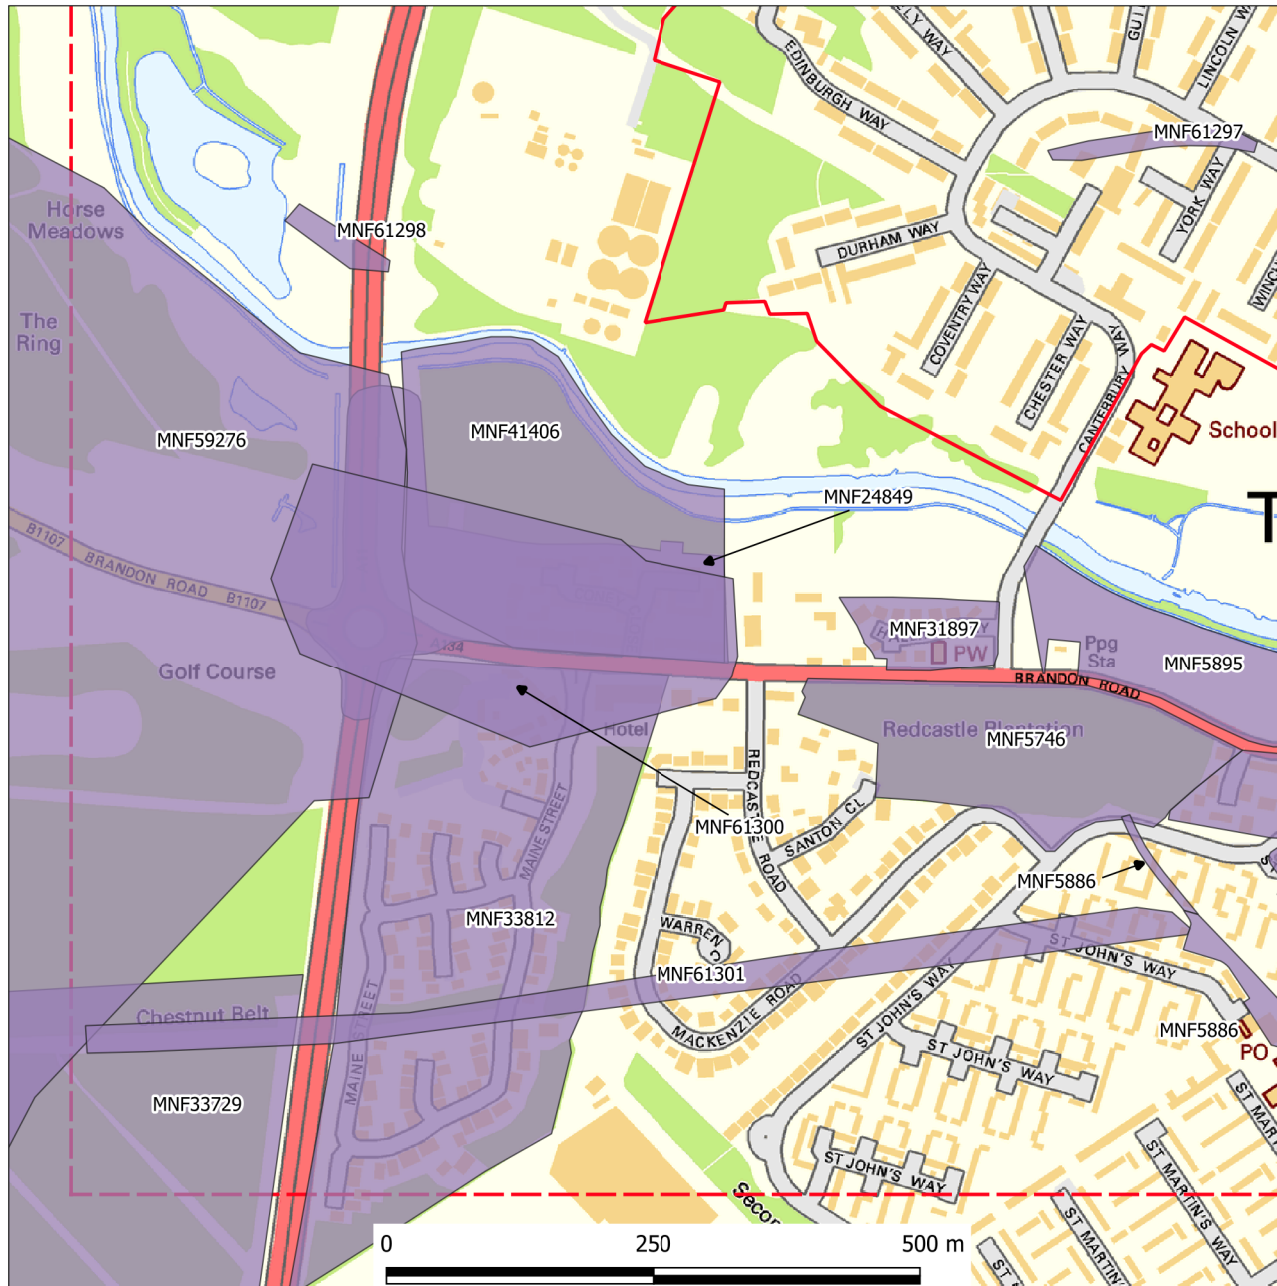 EDINBURGH WAY
LINCOLN W
MNF61297
YORK WAY
Horse
Meadows
MNF61298
DURHAM WAY
COVENTRY WAY
CHESTER WAY
CANTERBURY WAY
The
Ring
MNF59276
MNF41406
School
MNF24849
T
B1107 BRANDON ROAD B1107
A134
MNF31897
PW
Ppg
Sta
MNF5895
BRANDON ROAD
Golf Course
Hotel
Redcastle Plantation
MNF5746
REDCASTLE ROAD
MNF61300
SANTON CL
MAINE STREET
MNF5886
MNF33812
WARREN
ST JOHN'S WAY
MNF61301
MACKENZIE ROAD
ST JOHN'S WAY
Chestnut Belt
MAINE STREET
MNF5886
PO
ST JOHN'S WAY
MNF33729
ST MAR
ST JOHN'S WAY
ST MARTIN'S WAY
ST MARTIN
Secon
0 250 500 m